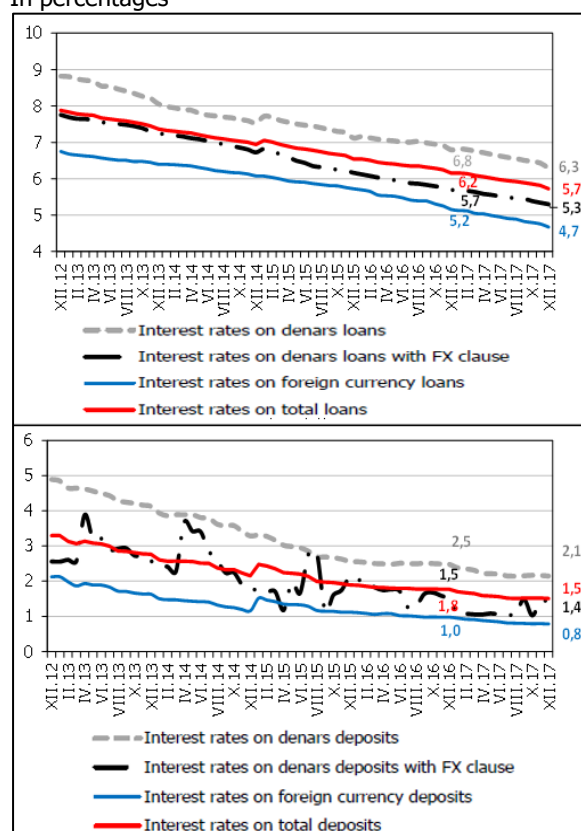 In percentages
10
9
8
7
6
5
4
6,8
6,2
5,7
5,2
6,3
5,7
5,3
4,7
XII.12
II.13
IV.13
VI.13
VIII.13
X.13
XII.13
II.14
IV.14
VI.14
VIII.14
X.14
XII.14
II.15
IV.15
VI.15
VIII.15
X.15
XII.15
II.16
IV.16
VI.16
VIII.16
X.16
XII.16
II.17
IV.17
VI.17
VIII.17
X.17
XII.17
Interest rates on denars loans
Interest rates on denars loans with FX clause
Interest rates on foreign currency loans
Interest rates on total loans
6
5
4
3
2
1
0
2,5
1,5
1,8
1,0
2,1
1,5
1,4
0,8
XII.12
II.13
IV.13
VI.13
VIII.13
X.13
XII.13
II.14
IV.14
VI.14
VIII.14
X.14
XII.14
II.15
IV.15
VI.15
VIII.15
X.15
XII.15
II.16
IV.16
VI.16
VIII.16
X.16
XII.16
II.17
IV.17
VI.17
VIII.17
X.17
XII.17
Interest rates on denars deposits
Interest rates on denars deposits with FX clause
Interest rates on foreign currency deposits
Interest rates on total deposits